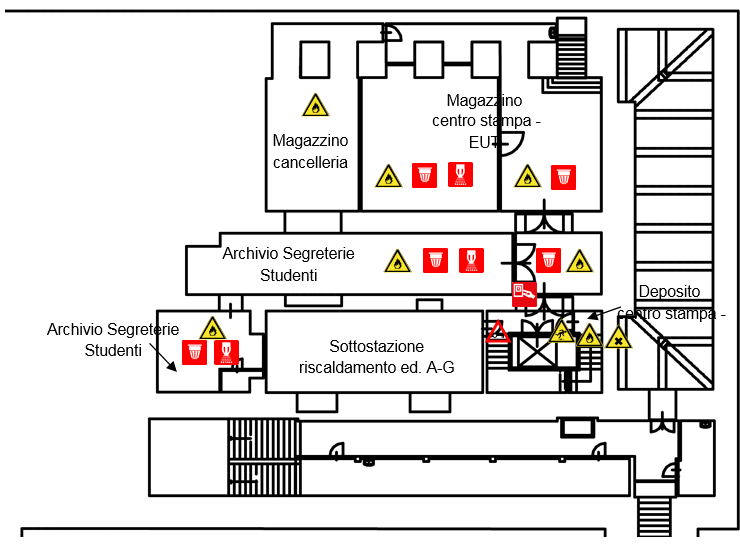 Magazzino
centro stampa -
EUT
Magazzino
cancelleria
Archivio Segreterie
Studenti
Deposito
centro stampa -
Archivio Segreterie
Studenti
Sottostazione
riscaldamento ed. A-G